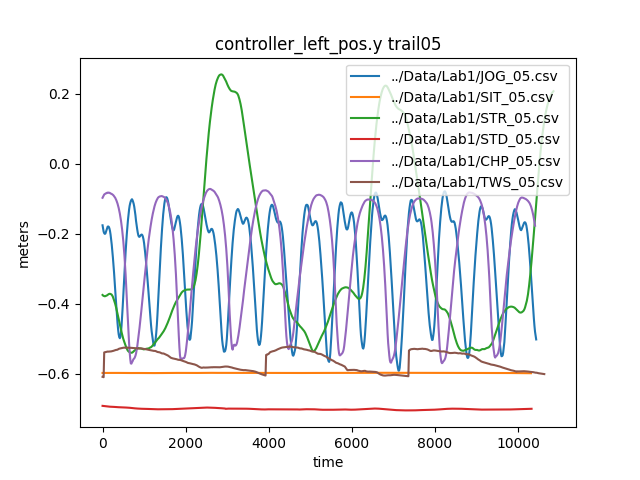 controller_left_pos.y trail05
../Data/Lab1/JOG_05.csv
../Data/Lab1/SIT_05.csv
../Data/Lab1/STR_05.csv
../Data/Lab1/STD_05.csv
../Data/Lab1/CHP_05.csv
../Data/Lab1/TWS_05.csv
0.2
0.0
−0.2
−0.4
−0.6
meters
0
2000
4000
6000
8000
10000
time